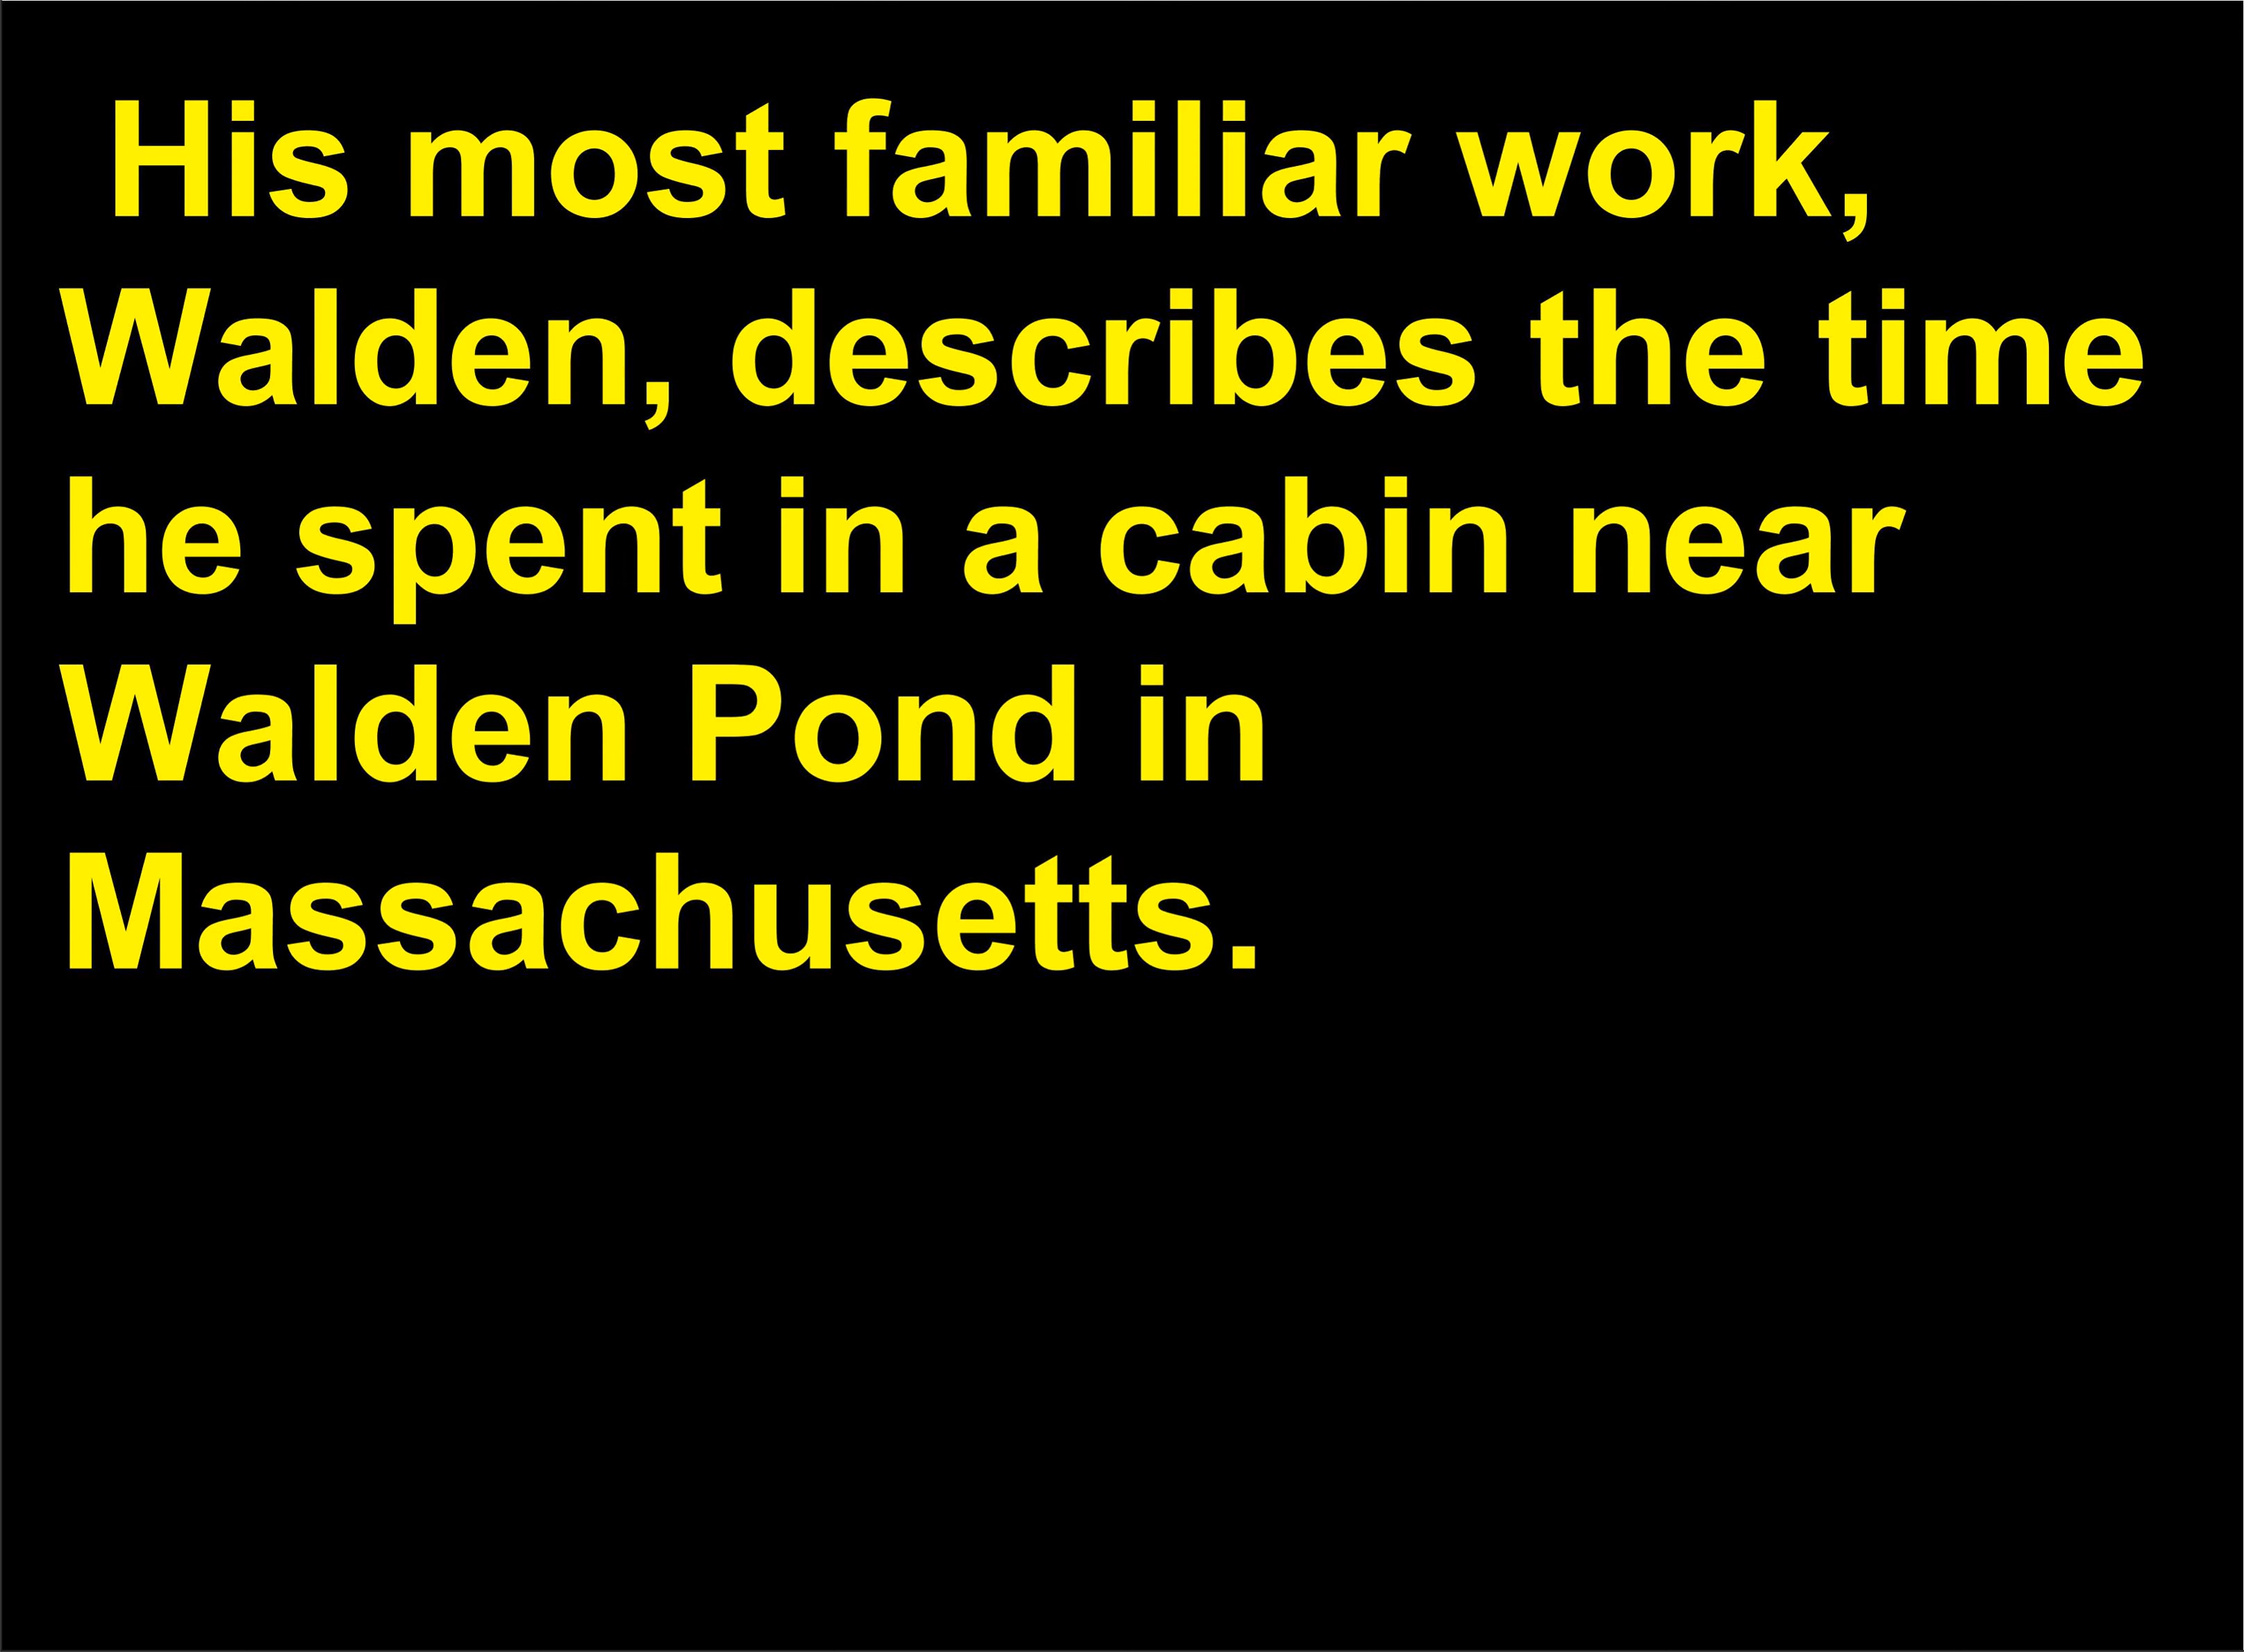 His most familiar work,
Walden, describes the time
he spent in a cabin near
Walden Pond in
Massachusetts.